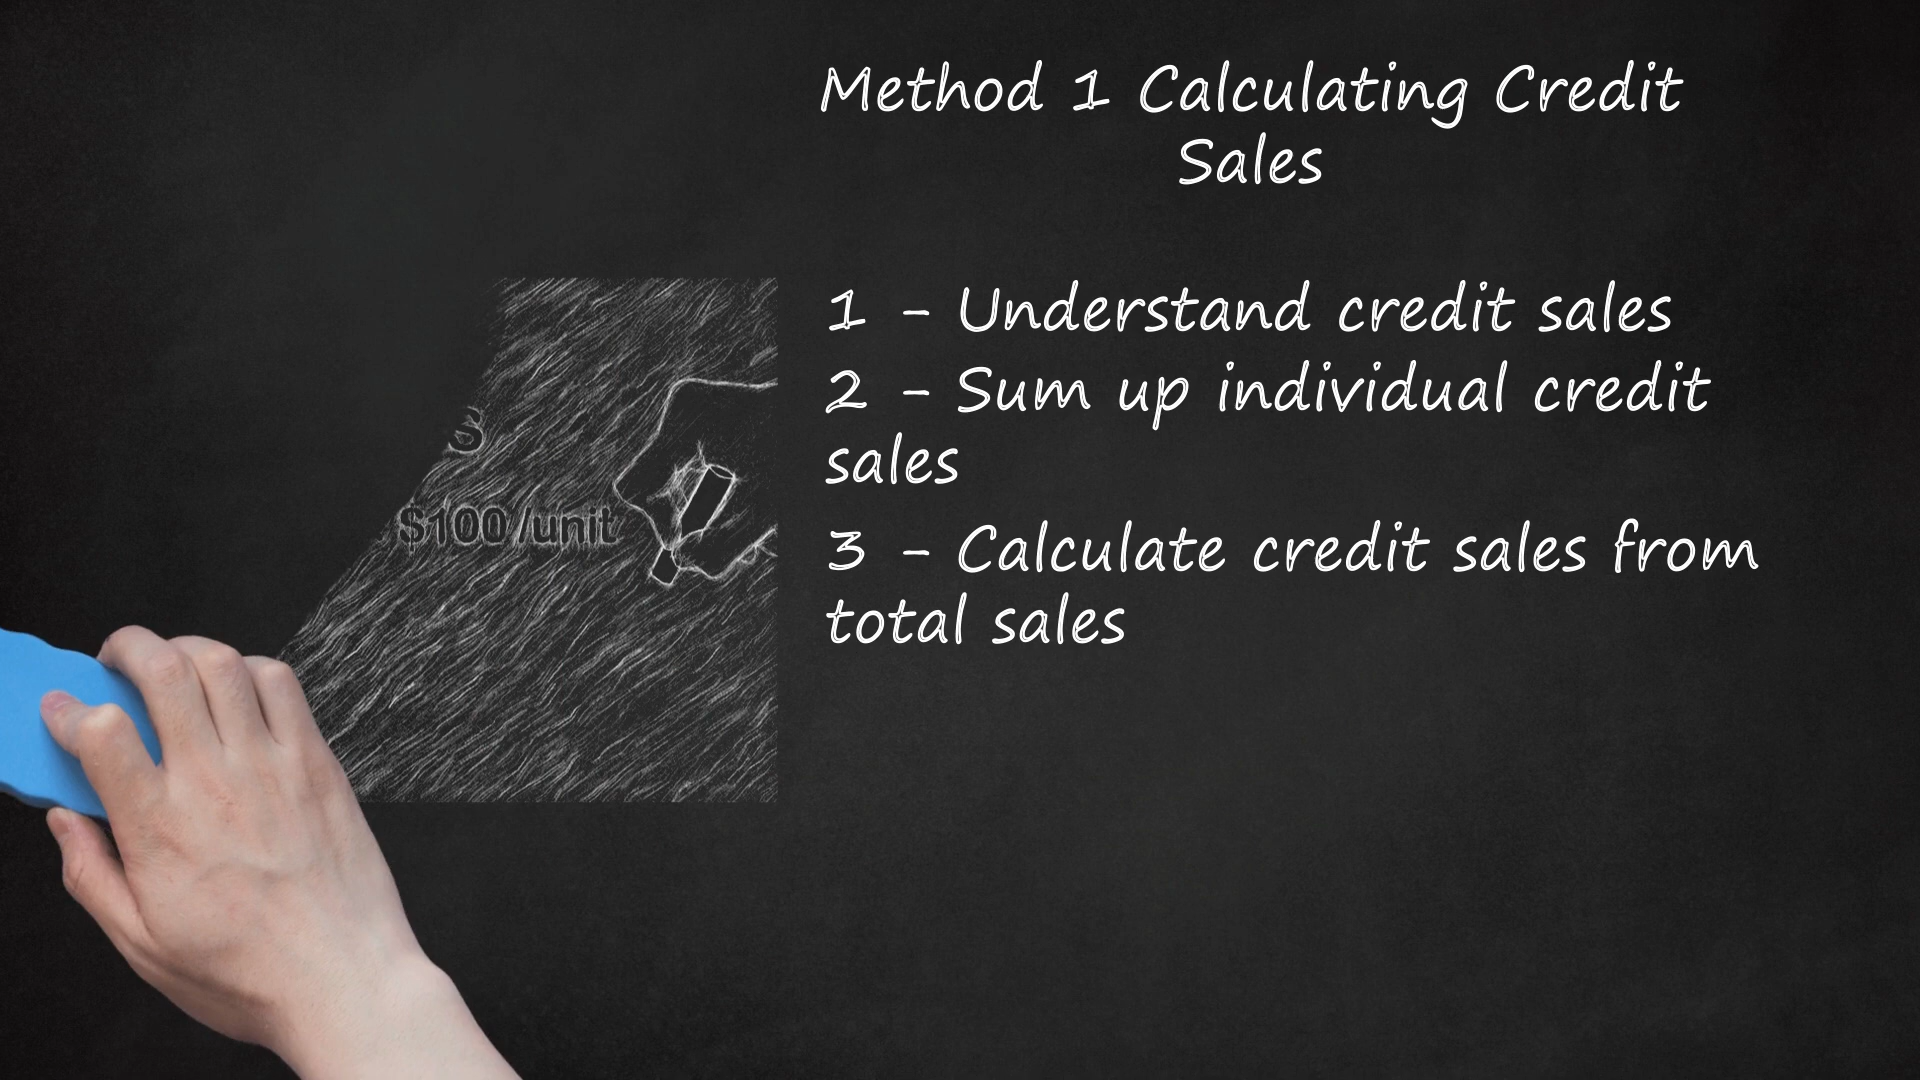 Method 1 Calculating Credit
Sales
1 - Understand credit sales
2 - Sum up individual credit
sales
3 - Calculate credit sales from
total sales
$100/unit